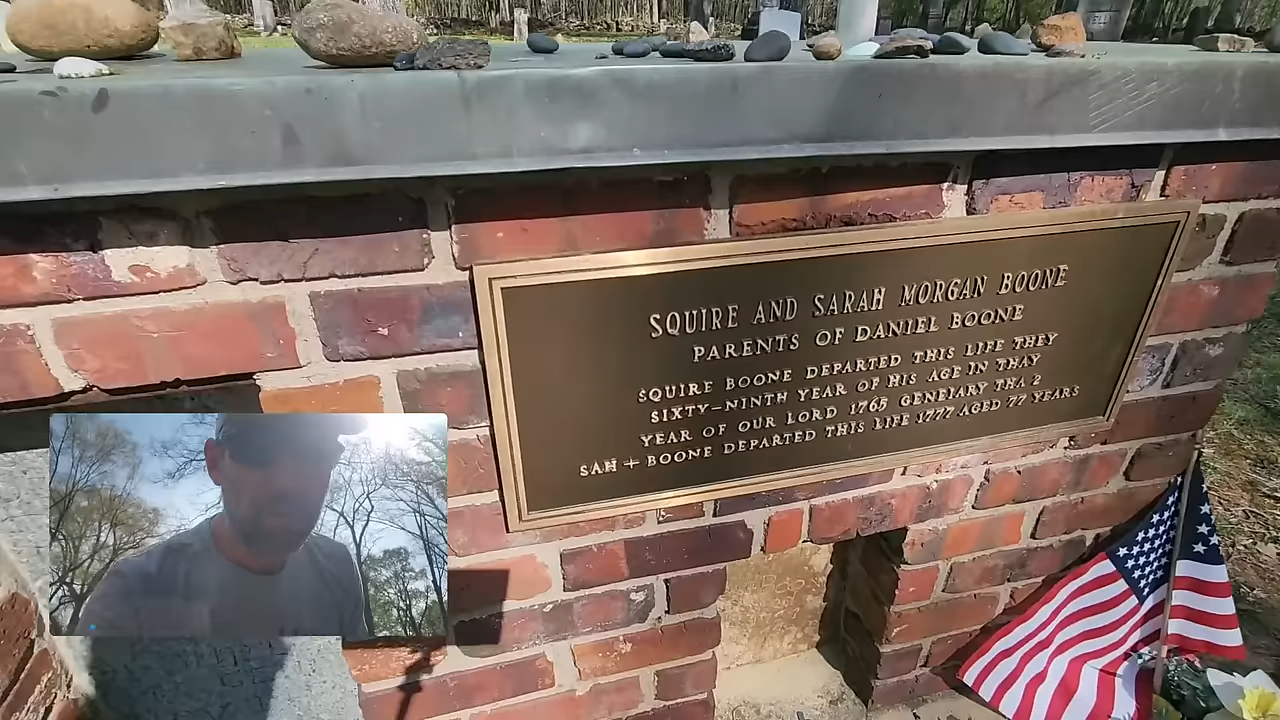 SQUIRE AND SARAH MORGAN BOONE
PARENTS OF DANIEL BOONE
SQUIRE BOONE DEPARTED THIS LIFE THEY
SIXTY-NINTH YEAR OF HIS AGE IN THAY
YEAR OF OUR LORD 1765 GENEIARY THA 2
SAH + BOONE DEPARTED THIS LIFE 1777 AGED 77 YEARS